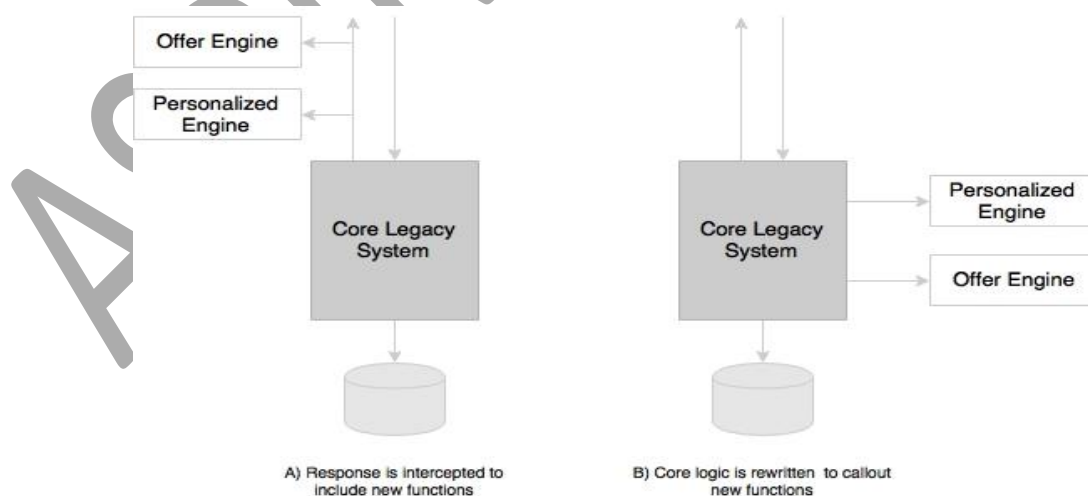 Offer Engine
Personalized
Engine
Core Legacy
System
A) Response is intercepted to
include new functions
Core Legacy
System
Personalized
Engine
Offer Engine
B) Core logic is rewritten to callout
new functions